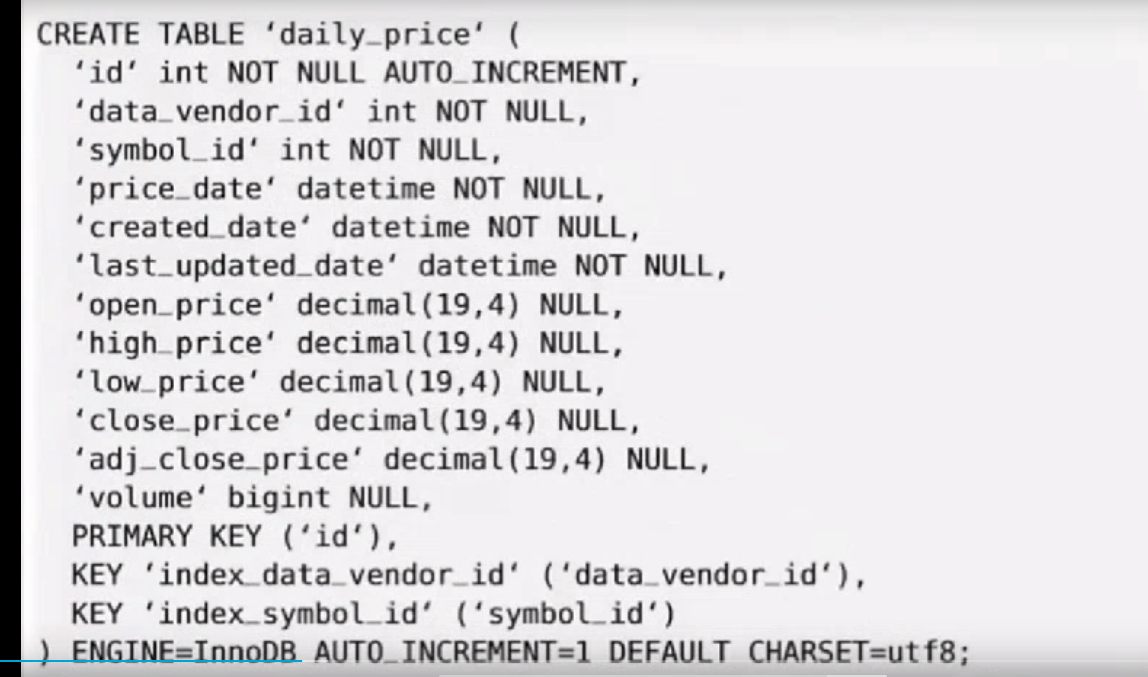 CREATE TABLE ‘daily_price‘ (
‘id‘ int NOT NULL AUTO_INCREMENT,
‘data_vendor_id‘ int NOT NULL,
‘symbol_id‘ int NOT NULL,
‘price_date‘ datetime NOT NULL,
‘created_date‘ datetime NOT NULL,
‘last_updated_date‘ datetime NOT NULL,
‘open_price‘ decimal(19,4) NULL,
‘high_price‘ decimal(19,4) NULL,
‘low_price‘ decimal(19,4) NULL,
‘close_price‘ decimal(19,4) NULL,
‘adj_close_price‘ decimal(19,4) NULL,
‘volume‘ bigint NULL,
PRIMARY KEY (‘id‘),
KEY ‘index_data_vendor_id‘ (‘data_vendor_id‘),
KEY ‘index_symbol_id‘ (‘symbol_id‘)
) ENGINE=InnoDB AUTO_INCREMENT=1 DEFAULT CHARSET=utf8;